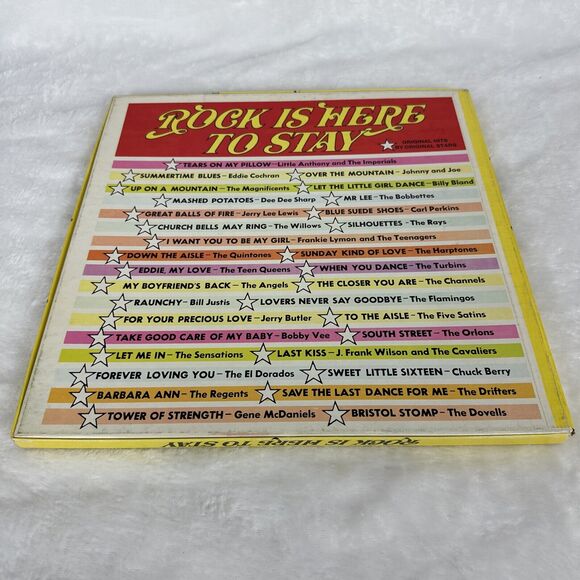 ROCK IS HERE
TO STAY
ORIGINAL HITS
BY ORIGINAL STARS
TEARS ON MY PILLOW – Little Anthony and The Imperials
SUMMERTIME BLUES – Eddie Cochran OVER THE MOUNTAIN – Johnny and Joe
UP ON A MOUNTAIN – The Magnificents LET THE LITTLE GIRL DANCE – Billy Bland
MASHED POTATOES – Dee Dee Sharp MR LEE – The Bobbettes
GREAT BALLS OF FIRE – Jerry Lee Lewis BLUE SUEDE SHOES – Carl Perkins
CHURCH BELLS MAY RING – The Willows SILHOUETTES – The Rays
I WANT YOU TO BE MY GIRL – Frankie Lymon and The Teenagers
DOWN THE AISLE – The Quintones SUNDAY KIND OF LOVE – The Harptones
EDDIE, MY LOVE – The Teen Queens WHEN YOU DANCE – The Turbins
MY BOYFRIEND'S BACK – The Angels THE CLOSER YOU ARE – The Channels
RAUNCHY – Bill Justis LOVERS NEVER SAY GOODBYE – The Flamingos
FOR YOUR PRECIOUS LOVE – Jerry Butler TO THE AISLE – The Five Satins
TAKE GOOD CARE OF MY BABY – Bobby Vee SOUTH STREET – The Orlons
LET ME IN – The Sensations LAST KISS – J. Frank Wilson and The Cavaliers
FOREVER LOVING YOU – The El Dorados SWEET LITTLE SIXTEEN – Chuck Berry
BARBARA ANN – The Regents SAVE THE LAST DANCE FOR ME – The Drifters
TOWER OF STRENGTH – Gene McDaniels BRISTOL STOMP – The Dovells
ROCK IS HERE TO STAY